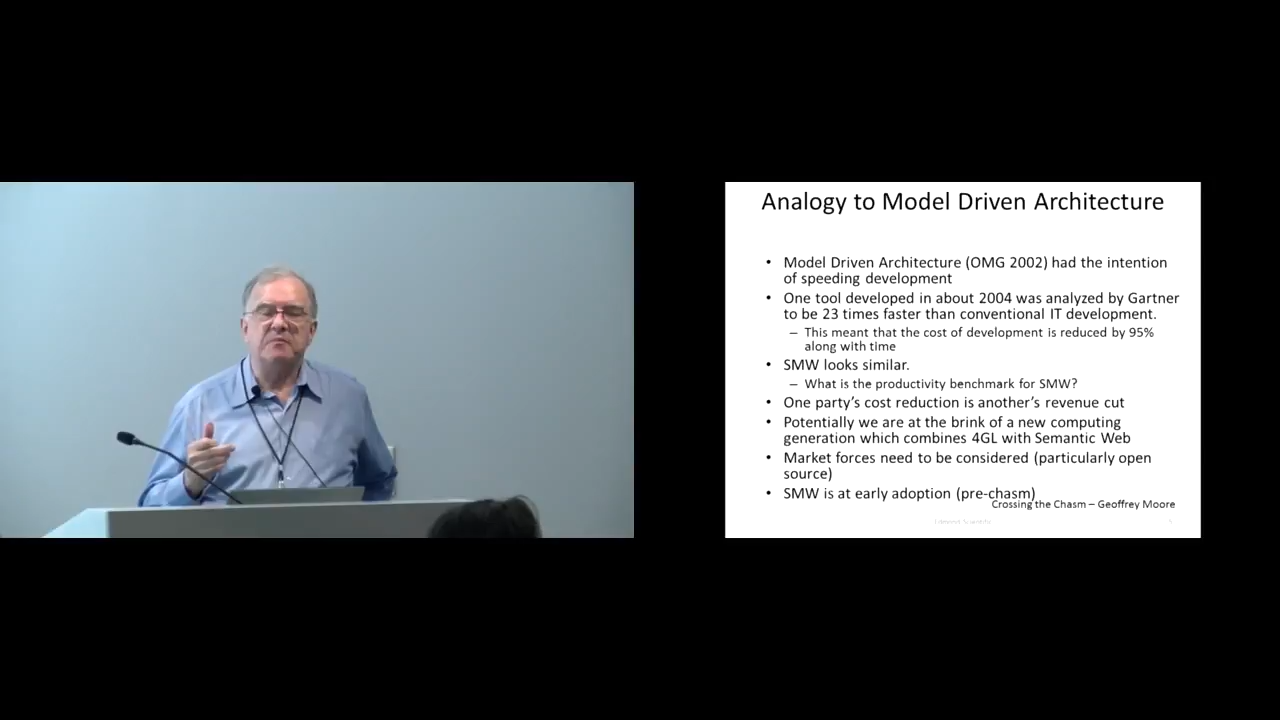 Analogy to Model Driven Architecture
• Model Driven Architecture (OMG 2002) had the intention
of speeding development
• One tool developed in about 2004 was analyzed by Gartner
to be 23 times faster than conventional IT development.
– This meant that the cost of development is reduced by 95%
along with time
• SMW looks similar.
– What is the productivity benchmark for SMW?
• One party’s cost reduction is another’s revenue cut
• Potentially we are at the brink of a new computing
generation which combines 4GL with Semantic Web
• Market forces need to be considered (particularly open
source)
• SMW is at early adoption (pre-chasm)
Crossing the Chasm – Geoffrey Moore